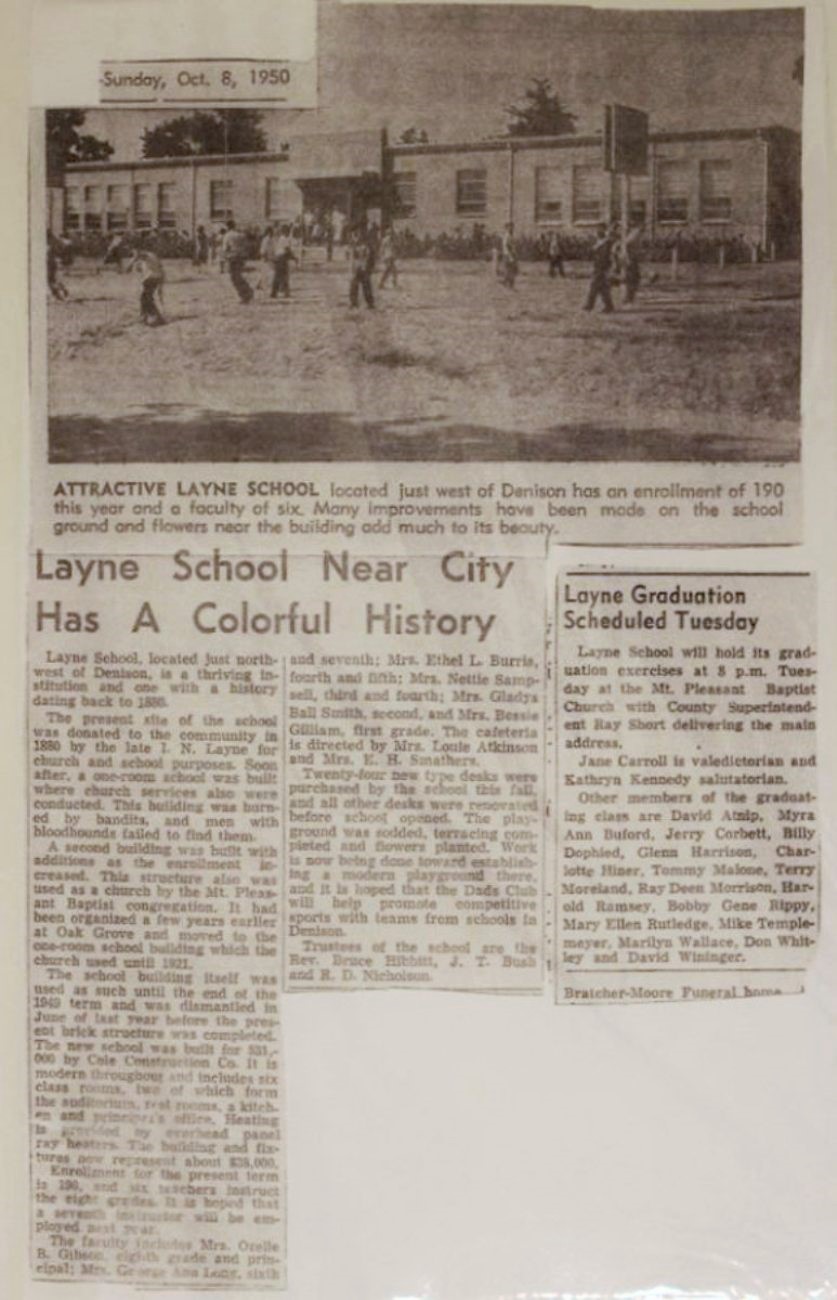 Sunday, Oct. 8, 1950
ATTRACTIVE LAYNE SCHOOL located just west of Denison has an enrollment of 190
this year and a faculty of six. Many improvements have been made on the school
ground and flowers near the building add much to its beauty.
Layne School Near City
Has A Colorful History
Layne School, located just north-
west of Denison, is a thriving in-
stitution and one with a history
dating back to 1880.
The present site of the school
was donated to the community in
1880 by the late I. N. Layne for
church and school purposes. Soon
after, a one-room school was built
where church services also were
conducted. This building was burn-
ed by bandits, and men with
bloodhounds failed to find them.
A second building was built with
additions as the enrollment in-
creased. This structure also was
used as a church by the Mt. Pleas-
ant Baptist congregation. It had
been organized a few years earlier
at Oak Grove and moved to the
one-room school building which the
church used until 1921.
The school building itself was
used as such until the end of the
1949 term and was dismantled in
June of last year before the pres-
ent brick structure was completed.
The new school was built for $31,-
000 by Cole Construction Co. It is
modern throughout and includes six
class rooms, two of which form
the auditorium, rest rooms, a kitch-
en and principal's office. Heating
is provided by overhead panel
ray heaters. The building and fix-
tures now represent about $38,000.
Enrollment for the present term
is 190, and six teachers instruct
the eight grades. It is hoped that
a seventh instructor will be em-
ployed next year.
The faculty includes Mrs. Ozelle
B. Gibson, eighth grade and prin-
cipal; Mrs. George Ann Long, sixth
and seventh; Mrs. Ethel L. Burris,
fourth and fifth; Mrs. Nettie Samp-
sell, third and fourth; Mrs. Gladys
Ball Smith, second, and Mrs. Bessie
Gilliam, first grade. The cafeteria
is directed by Mrs. Louie Atkinson
and Mrs. E. H. Smathers.
Twenty-four new type desks were
purchased by the school this fall,
and all other desks were renovated
before school opened. The play-
ground was sodded, terracing com-
pleted and flowers planted. Work
is now being done toward establish-
ing a modern playground there,
and it is hoped that the Dads Club
will help promote competitive
sports with teams from schools in
Denison.
Trustees of the school are the
Rev. Bruce Hibbitt, J. T. Bush
and R. D. Nicholson.
Layne Graduation
Scheduled Tuesday
Layne School will hold its grad-
uation exercises at 8 p.m. Tues-
day at the Mt. Pleasant Baptist
Church with County Superintend-
ent Ray Short delivering the main
address.
Jane Carroll is valedictorian and
Kathryn Kennedy salutatorian.
Other members of the graduat-
ing class are David Atnip, Myra
Ann Buford, Jerry Corbett, Billy
Dophied, Glenn Harrison, Char-
lotte Hiner, Tommy Malone, Terry
Moreland, Ray Deen Morrison, Har-
old Ramsey, Bobby Gene Rippy,
Mary Ellen Rutledge, Mike Temple-
meyer, Marilyn Wallace, Don Whit-
ley and David Wininger.
Bratcher-Moore Funeral home